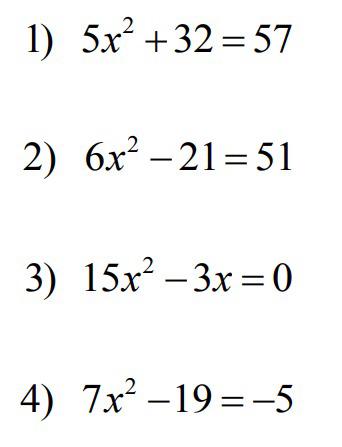 1) 5x² + 32 = 57
2) 6x² – 21 = 51
3) 15x² – 3x = 0
4) 7x² – 19 = –5